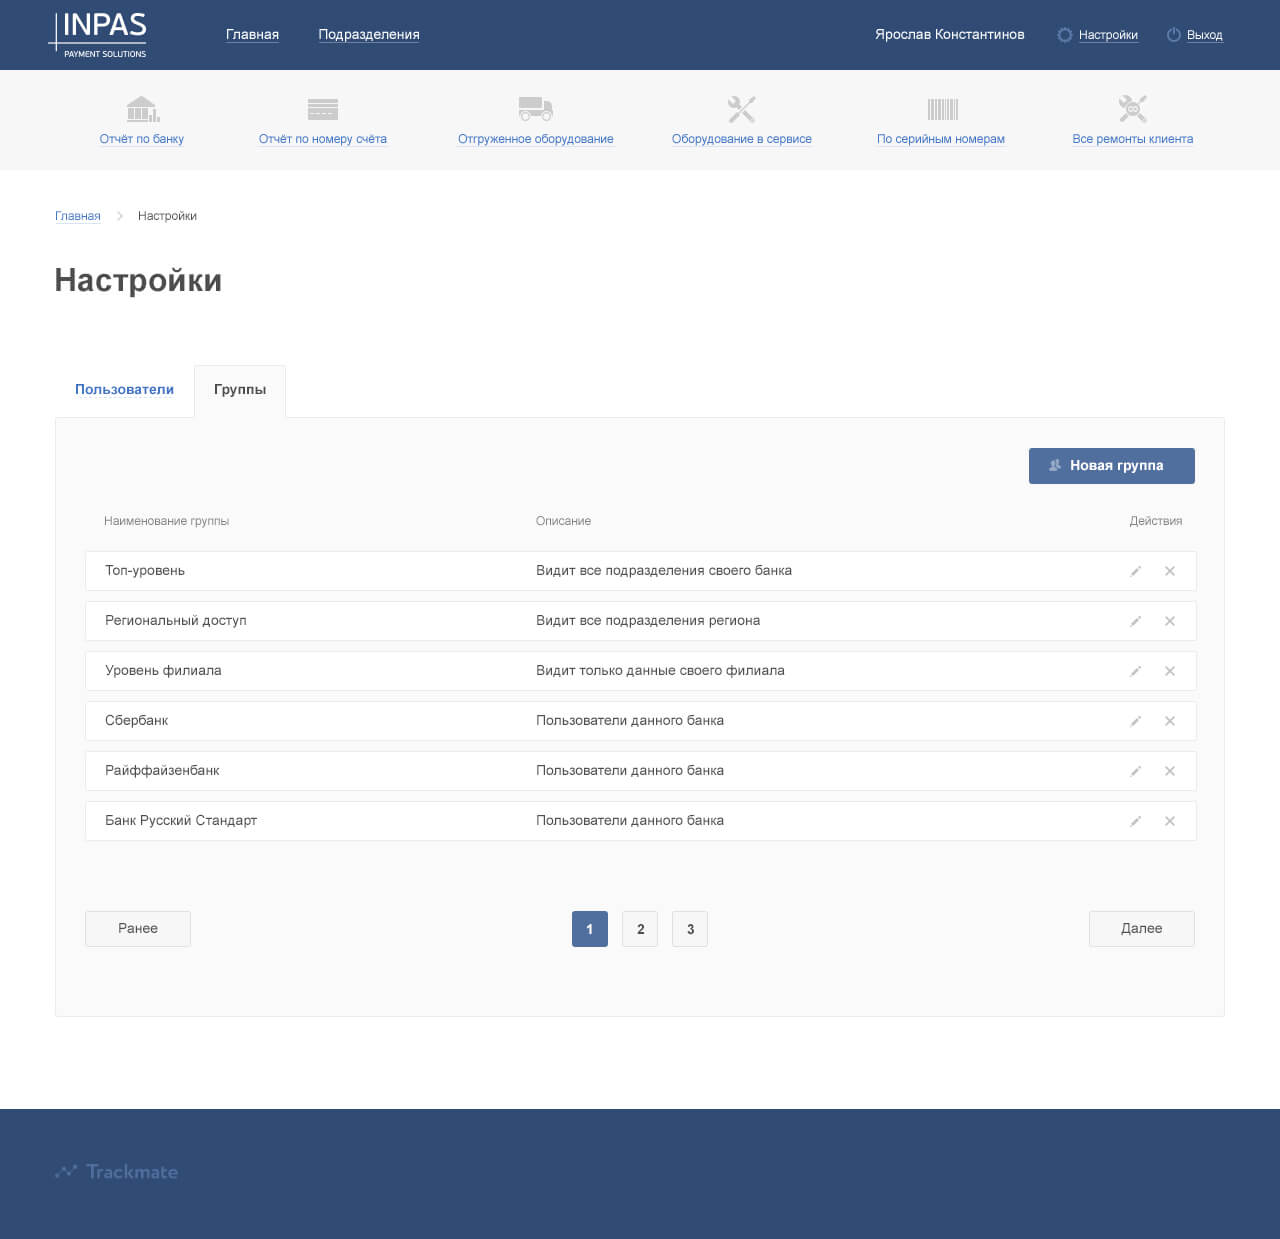 INPAS
PAYMENT SOLUTIONS
Главная
Подразделения
Ярослав Константинов
Настройки
Выход
Отчёт по банку
Отчёт по номеру счёта
Отгруженное оборудование
Оборудование в сервисе
По серийным номерам
Все ремонты клиента
Главная
Настройки
Настройки
Пользователи
Группы
Новая группа
Наименование группы
Описание
Действия
Топ-уровень
Видит все подразделения своего банка
Региональный доступ
Видит все подразделения региона
Уровень филиала
Видит только данные своего филиала
Сбербанк
Пользователи данного банка
Райффайзенбанк
Пользователи данного банка
Банк Русский Стандарт
Пользователи данного банка
Ранее
1
2
3
Далее
Trackmate